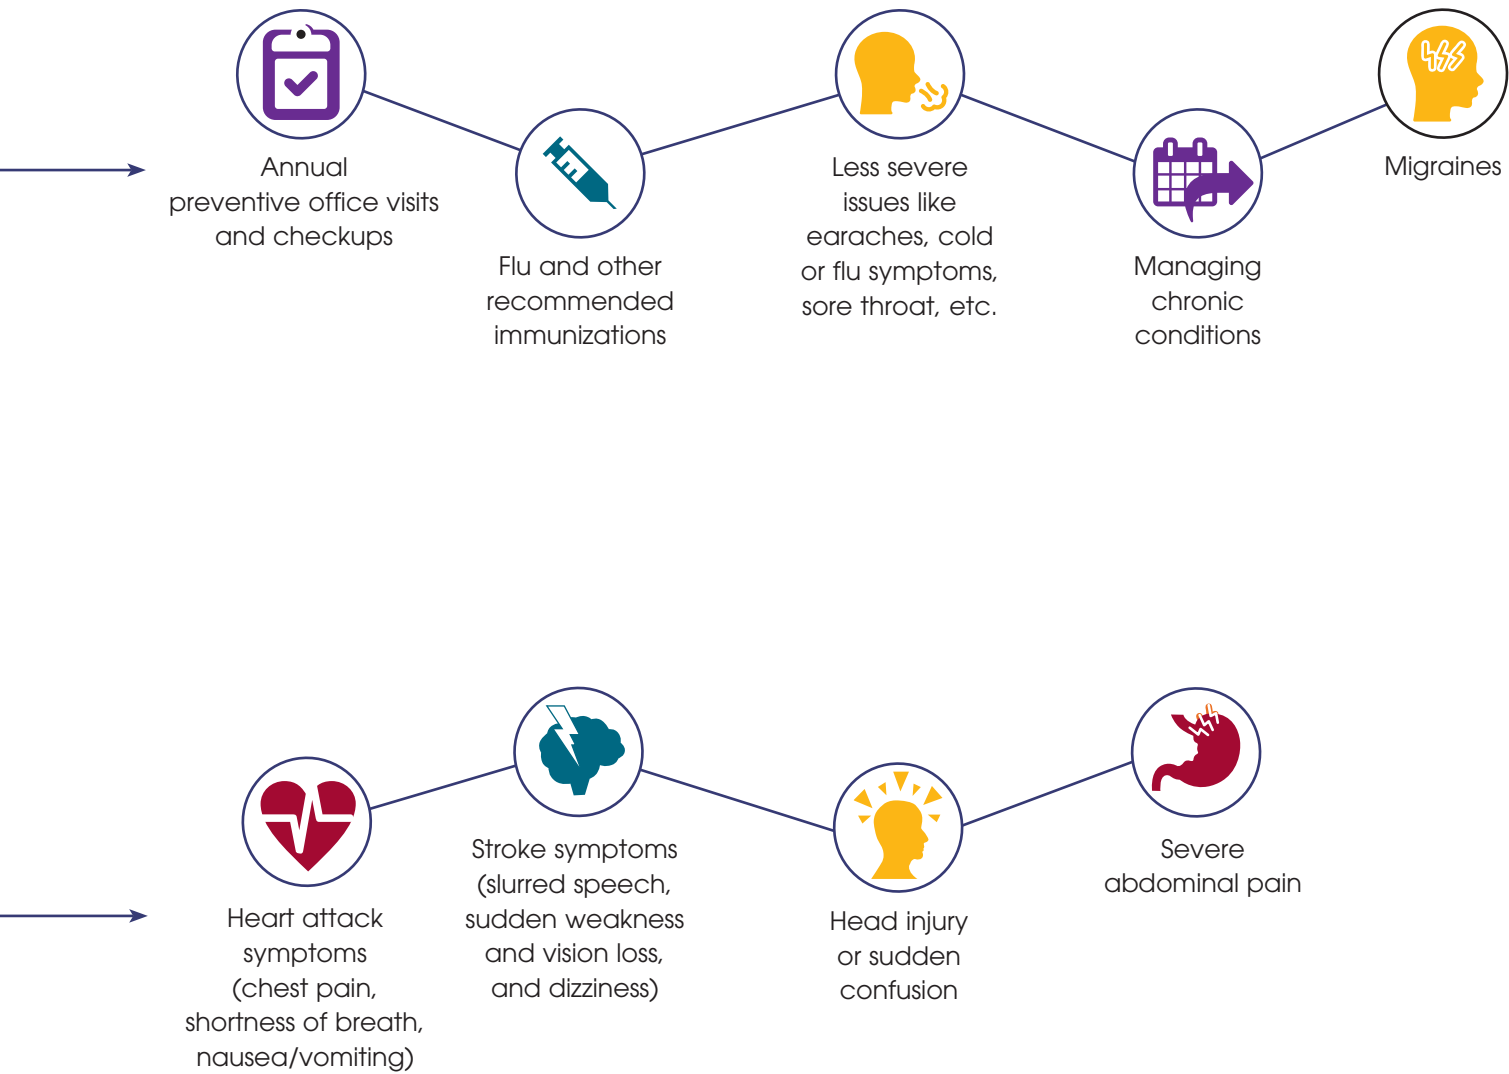 Annual
preventive office visits
and checkups
Flu and other
recommended
immunizations
Less severe
issues like
earaches, cold
or flu symptoms,
sore throat, etc.
Managing
chronic
conditions
Migraines
Heart attack
symptoms
(chest pain,
shortness of breath,
nausea/vomiting)
Stroke symptoms
(slurred speech,
sudden weakness
and vision loss,
and dizziness)
Head injury
or sudden
confusion
Severe
abdominal pain